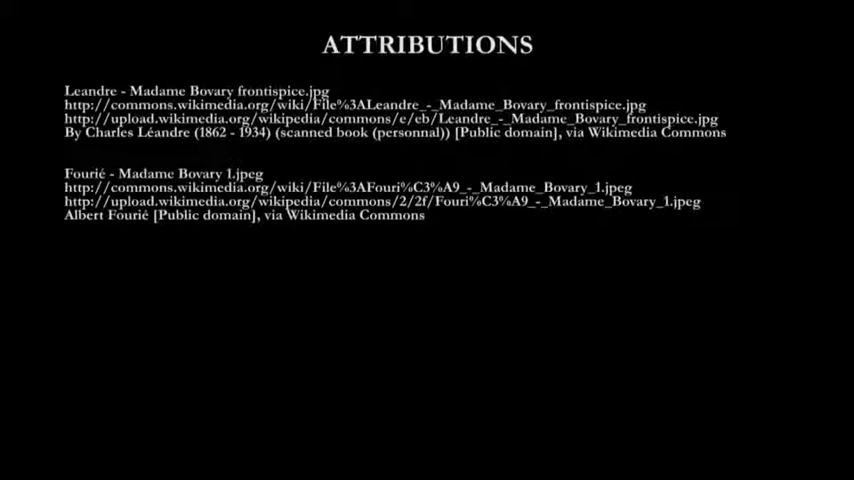 ATTRIBUTIONS
Leandre - Madame Bovary frontispice.jpg
http://commons.wikimedia.org/wiki/File%3ALeandre_-_Madame_Bovary_frontispice.jpg
http://upload.wikimedia.org/wikipedia/commons/e/eb/Leandre_-_Madame_Bovary_frontispice.jpg
By Charles Léandre (1862 - 1934) (scanned book (personnal)) [Public domain], via Wikimedia Commons
Fourié - Madame Bovary 1.jpeg
http://commons.wikimedia.org/wiki/File%3AFouri%C3%A9_-_Madame_Bovary_1.jpeg
http://upload.wikimedia.org/wikipedia/commons/2/2f/Fouri%C3%A9_-_Madame_Bovary_1.jpeg
Albert Fourié [Public domain], via Wikimedia Commons